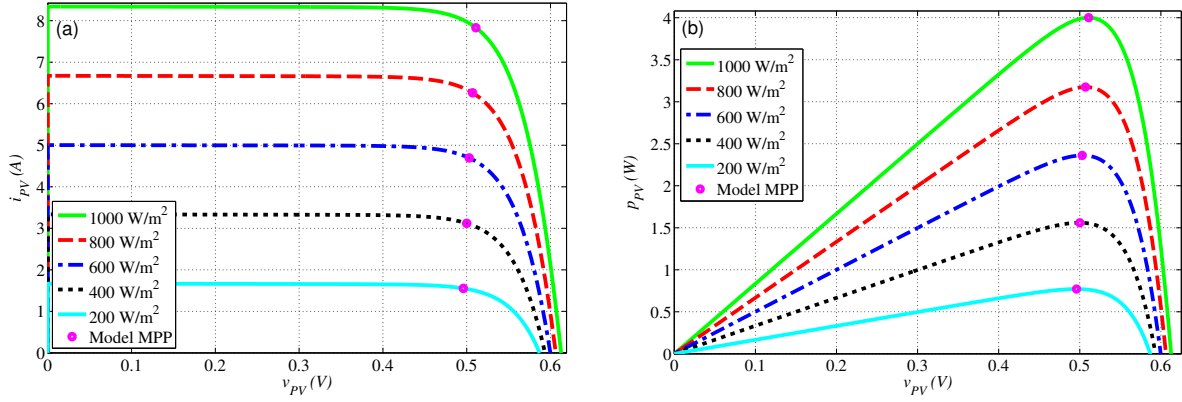 (a)
8
7
6
5
4
3
2
1
0
i_PV (A)
1000 W/m²
800 W/m²
600 W/m²
400 W/m²
200 W/m²
Model MPP
0 0.1 0.2 0.3 0.4 0.5 0.6
v_PV (V)
(b)
4
3.5
3
2.5
2
1.5
1
0.5
0
p_PV (W)
1000 W/m²
800 W/m²
600 W/m²
400 W/m²
200 W/m²
Model MPP
0 0.1 0.2 0.3 0.4 0.5 0.6
v_PV (V)